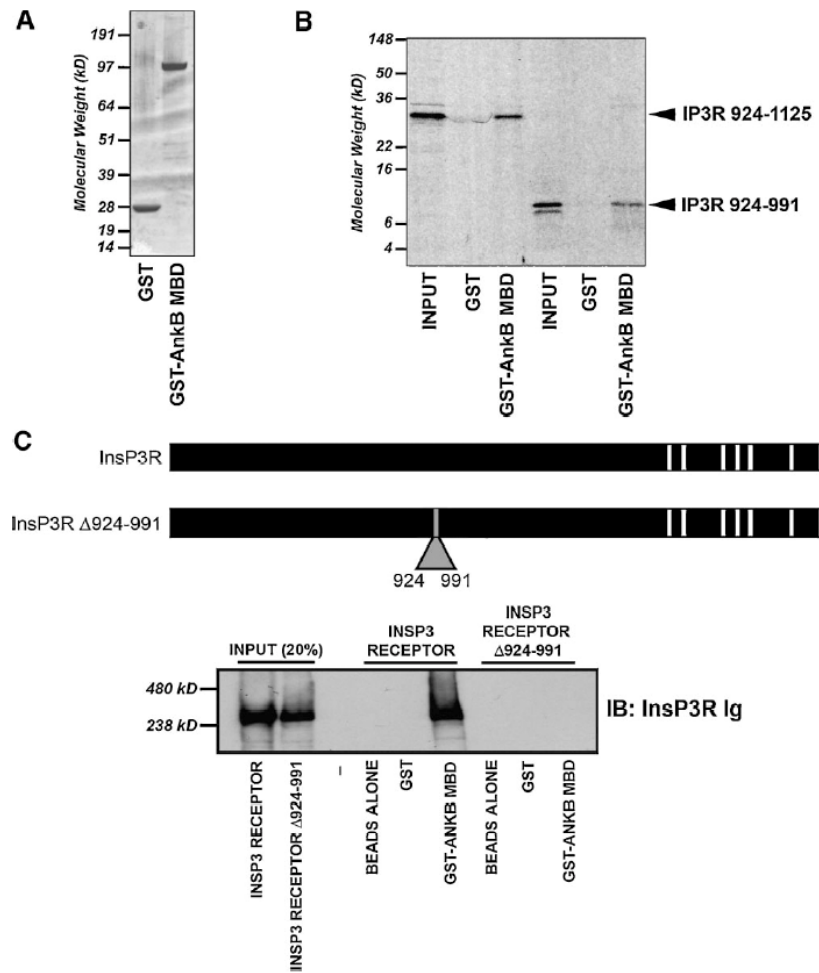 A
Molecular Weight (kD)
191
97
64
51
39
28
19
14
GST
GST-AnkB MBD
B
Molecular Weight (kD)
148
50
36
22
16
6
4
IP3R 924-1125
IP3R 924-991
INPUT
GST
GST-AnkB MBD
INPUT
GST
GST-AnkB MBD
C
InsP3R
InsP3R Δ924-991
924 991
INPUT (20%)
INSP3
RECEPTOR
INSP3
RECEPTOR
Δ924-991
480 kD
238 kD
IB: InsP3R Ig
INSP3 RECEPTOR
INSP3 RECEPTOR Δ924-991
–
BEADS ALONE
GST
GST-ANKB MBD
BEADS ALONE
GST
GST-ANKB MBD